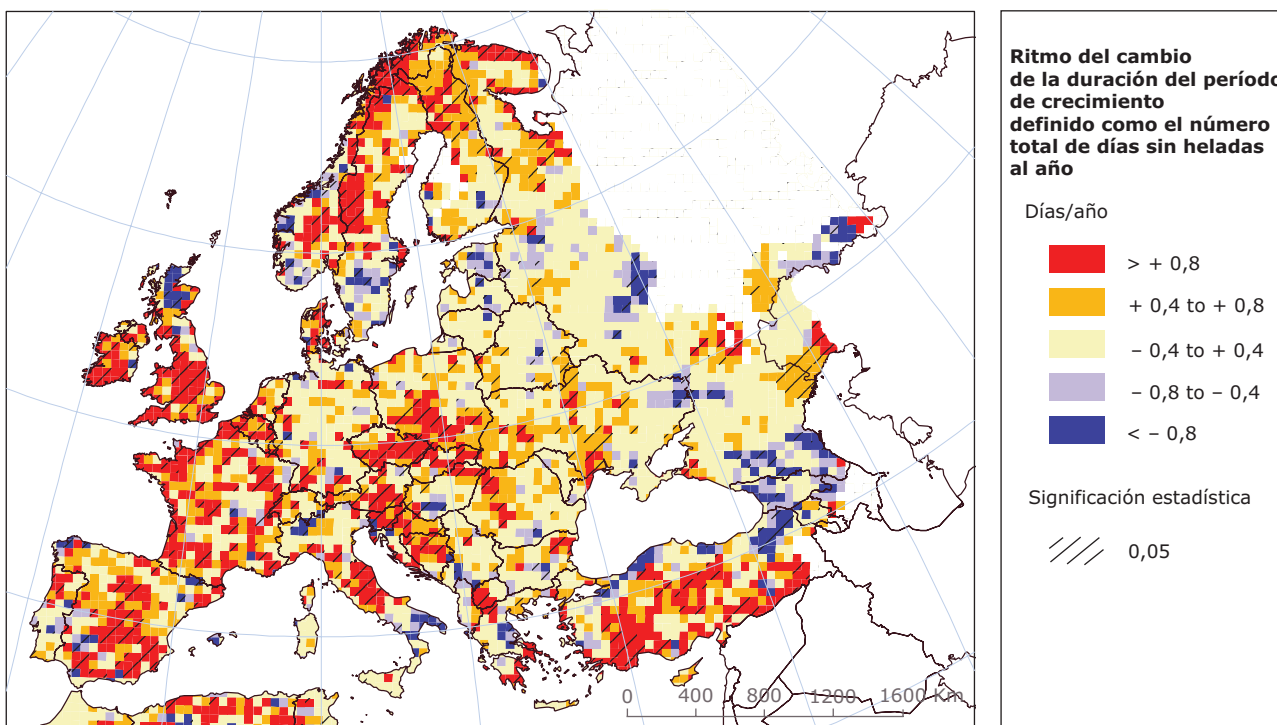 Ritmo del cambio
de la duración del período
de crecimiento
definido como el número
total de días sin heladas
al año
Días/año
> + 0,8
+ 0,4 to + 0,8
– 0,4 to + 0,4
– 0,8 to – 0,4
< – 0,8
Significación estadística
0,05
0 400 800 1200 1600 Km